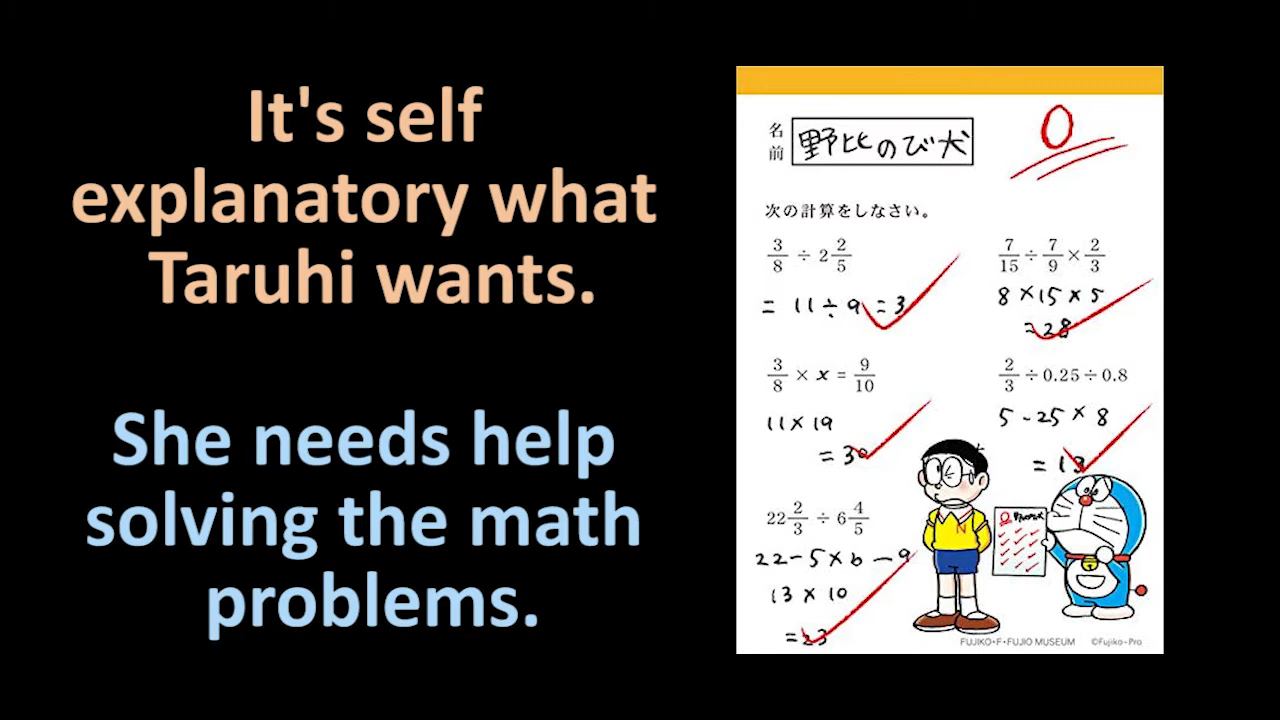 It's self
explanatory what
Taruhi wants.
She needs help
solving the math
problems.
名前 野比のび犬
0
次の計算をしなさい。
3/8 ÷ 2 2/5
= 11 ÷ 9 = 3
7/15 ÷ 7/9 × 2/3
8 × 15 × 5
= 28
3/8 × x = 9/10
11 × 19
= 30
2/3 ÷ 0.25 ÷ 0.8
5 - 25 × 8
= 13
22 2/3 ÷ 6 4/5
22 - 5 × 6 - 9
13 × 10
= 23
0
FUJIKO・F・FUJIO MUSEUM ©Fujiko-Pro